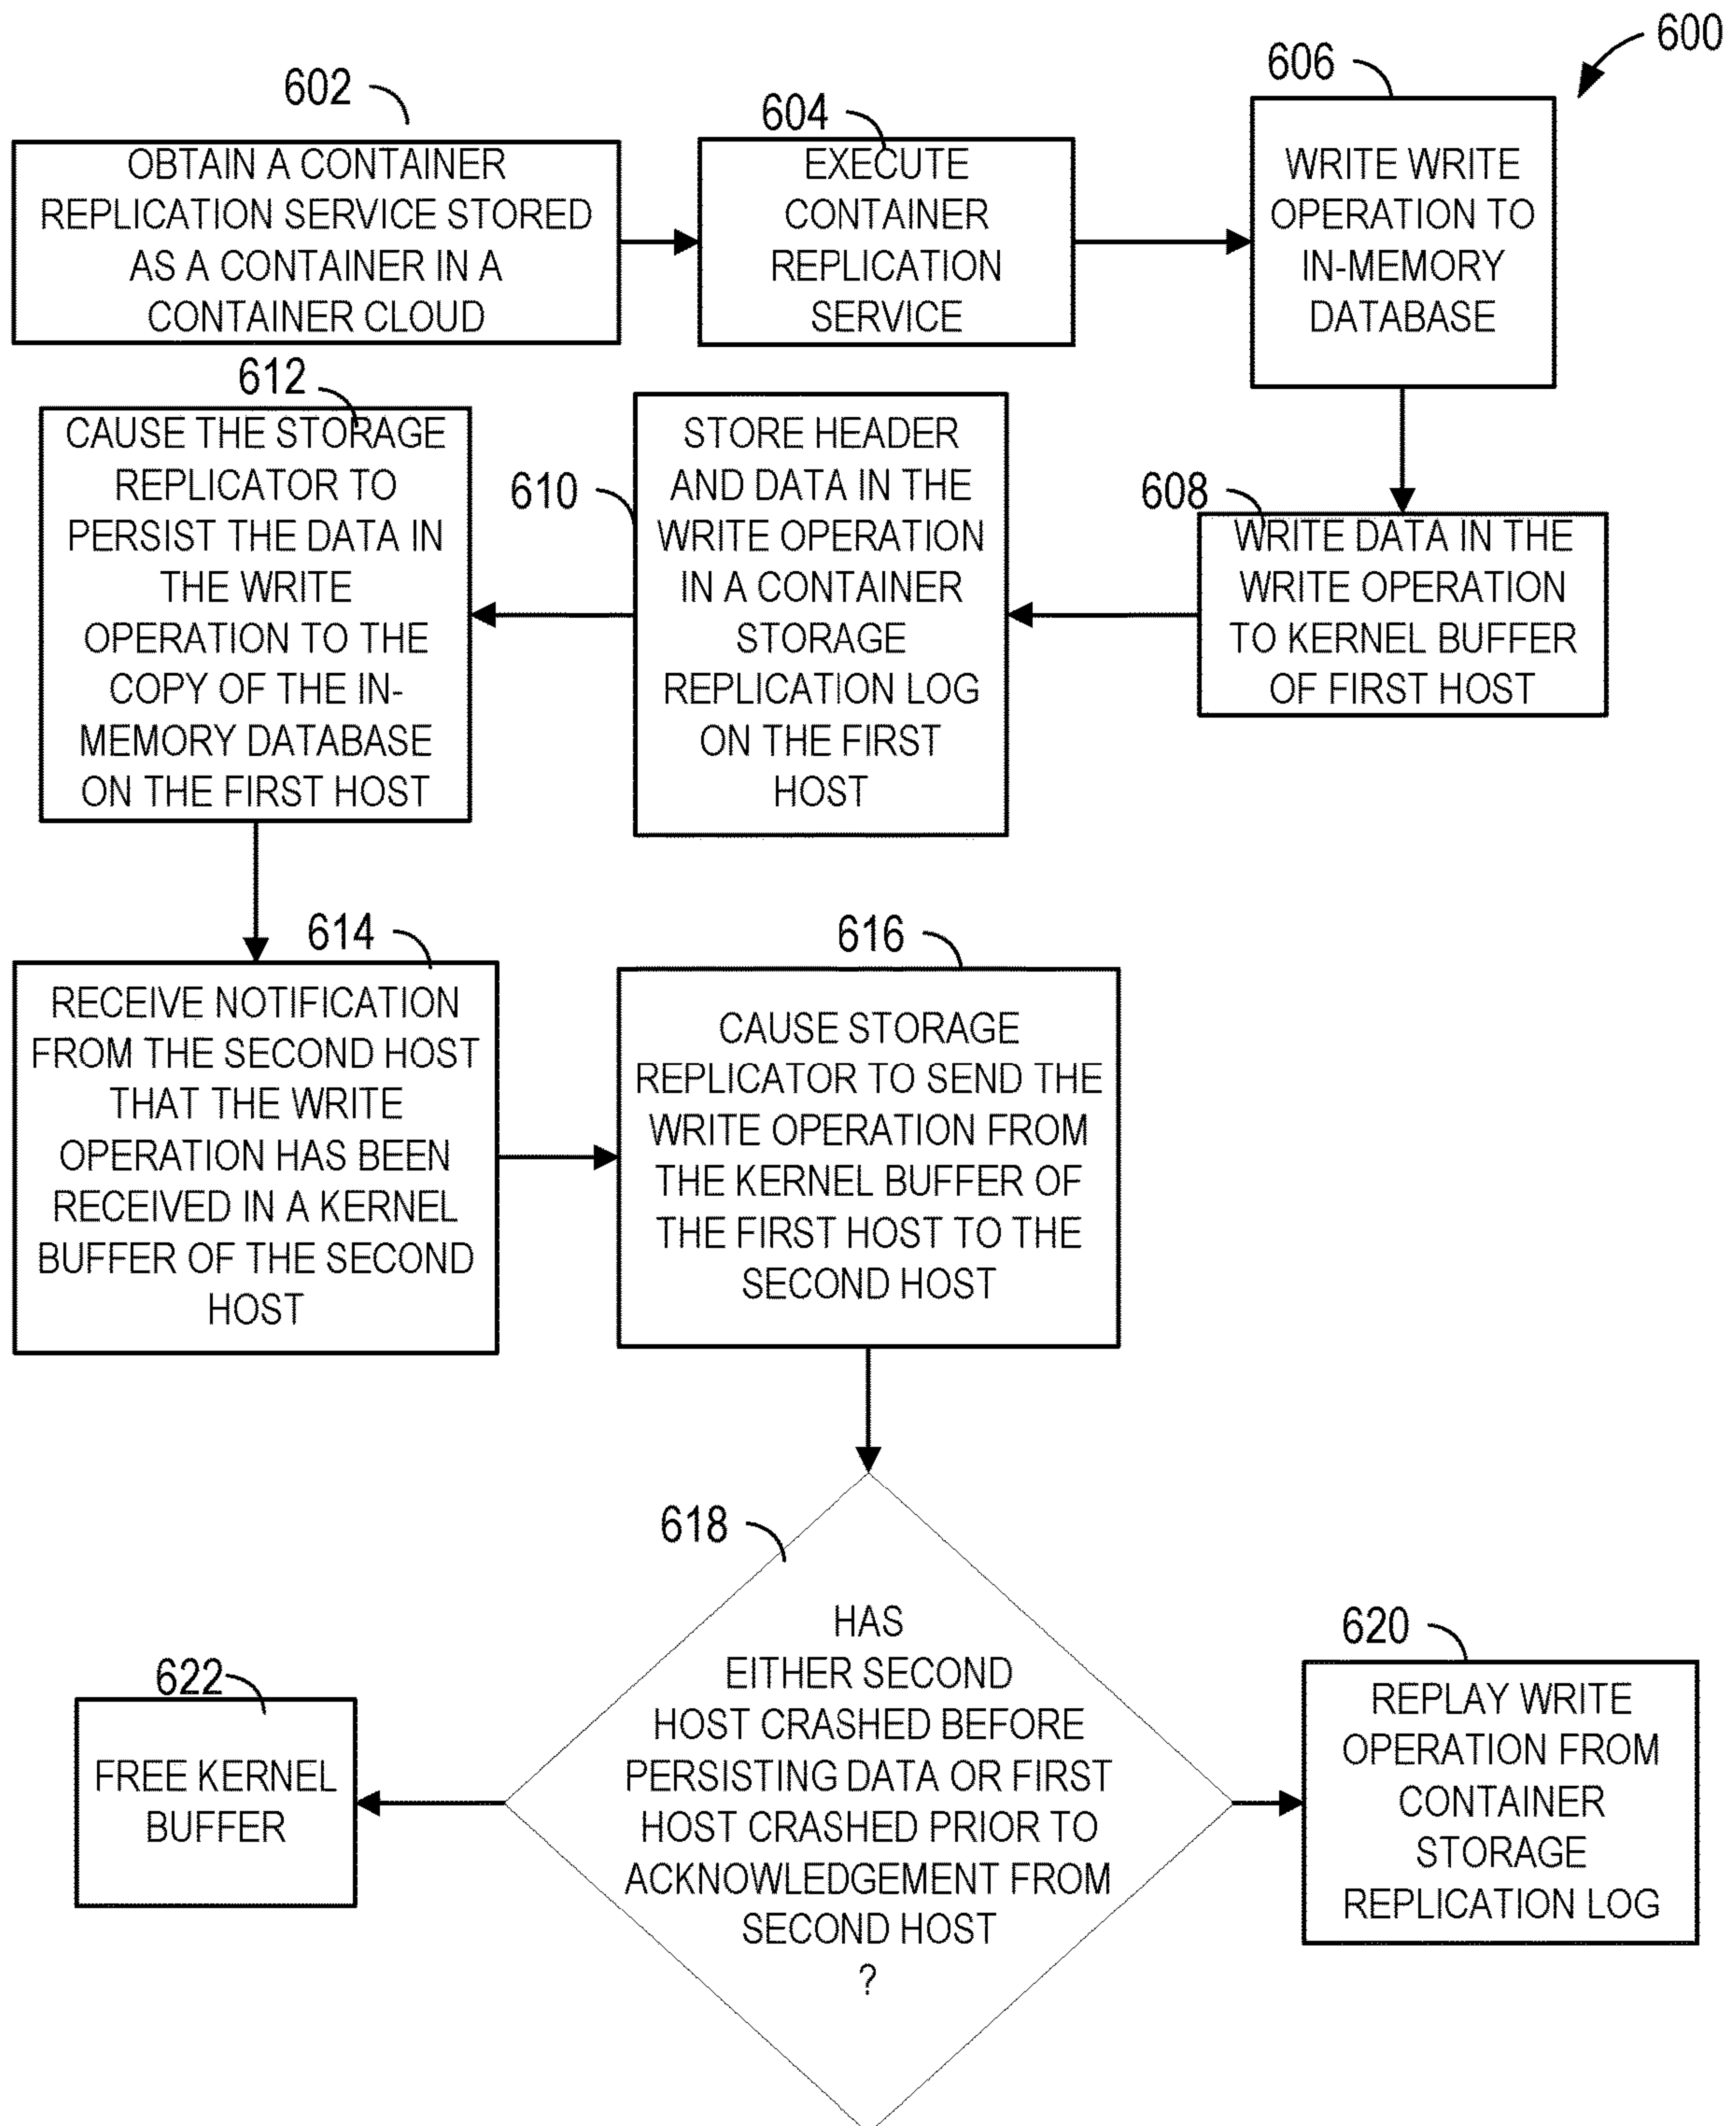 600
602
OBTAIN A CONTAINER
REPLICATION SERVICE STORED
AS A CONTAINER IN A
CONTAINER CLOUD
604
EXECUTE
CONTAINER
REPLICATION
SERVICE
606
WRITE WRITE
OPERATION TO
IN-MEMORY
DATABASE
608
WRITE DATA IN THE
WRITE OPERATION
TO KERNEL BUFFER
OF FIRST HOST
610
STORE HEADER
AND DATA IN THE
WRITE OPERATION
IN A CONTAINER
STORAGE
REPLICATION LOG
ON THE FIRST
HOST
612
CAUSE THE STORAGE
REPLICATOR TO
PERSIST THE DATA IN
THE WRITE
OPERATION TO THE
COPY OF THE IN-
MEMORY DATABASE
ON THE FIRST HOST
614
RECEIVE NOTIFICATION
FROM THE SECOND HOST
THAT THE WRITE
OPERATION HAS BEEN
RECEIVED IN A KERNEL
BUFFER OF THE SECOND
HOST
616
CAUSE STORAGE
REPLICATOR TO SEND THE
WRITE OPERATION FROM
THE KERNEL BUFFER OF
THE FIRST HOST TO THE
SECOND HOST
618
HAS
EITHER SECOND
HOST CRASHED BEFORE
PERSISTING DATA OR FIRST
HOST CRASHED PRIOR TO
ACKNOWLEDGEMENT FROM
SECOND HOST
?
620
REPLAY WRITE
OPERATION FROM
CONTAINER
STORAGE
REPLICATION LOG
622
FREE KERNEL
BUFFER